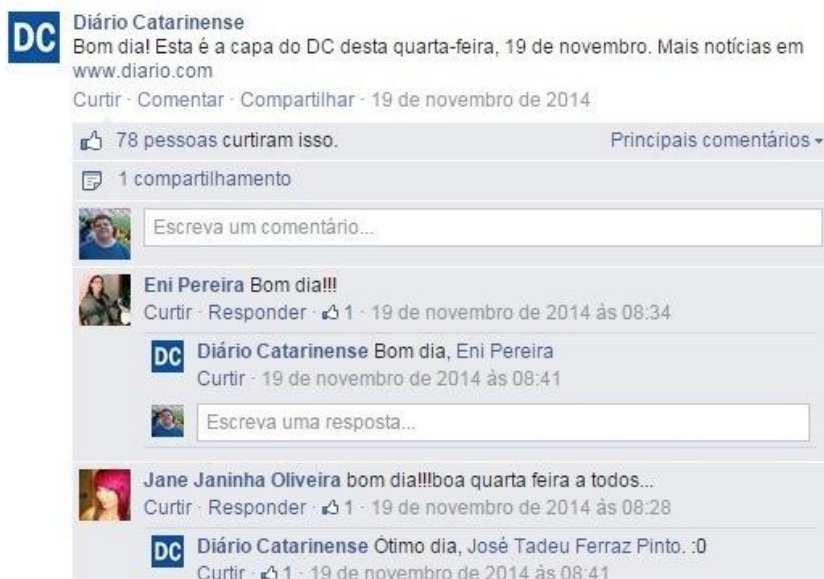 DC Diário Catarinense
Bom dia! Esta é a capa do DC desta quarta-feira, 19 de novembro. Mais notícias em
www.diario.com
Curtir · Comentar · Compartilhar · 19 de novembro de 2014
78 pessoas curtiram isso. Principais comentários
1 compartilhamento
Escreva um comentário...
Eni Pereira Bom dia!!!
Curtir · Responder · 1 · 19 de novembro de 2014 às 08:34
DC Diário Catarinense Bom dia, Eni Pereira
Curtir · 19 de novembro de 2014 às 08:41
Escreva uma resposta...
Jane Janinha Oliveira bom dia!!!boa quarta feira a todos...
Curtir · Responder · 1 · 19 de novembro de 2014 às 08:28
DC Diário Catarinense Ótimo dia, José Tadeu Ferraz Pinto. :0
Curtir · 1 · 19 de novembro de 2014 às 08:41